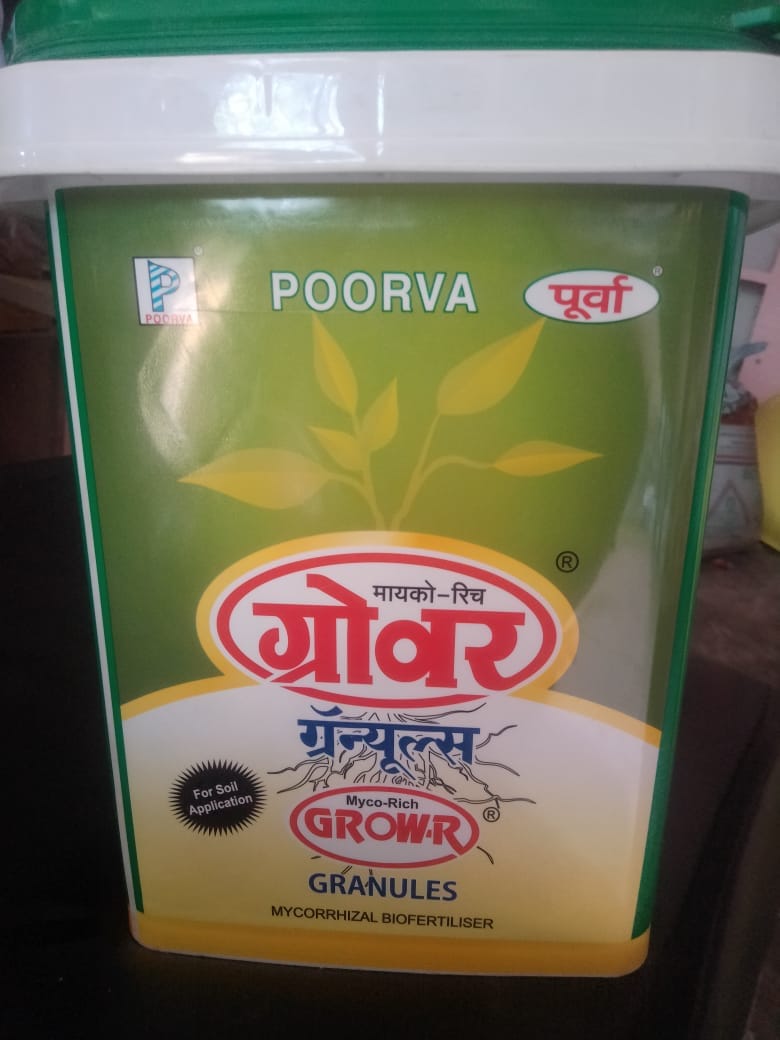 POORVA
POORVA
पूर्वा
मायको-रिच
ग्रोवर
ग्रॅन्यूल्स
For Soil
Application
Myco-Rich
GROW-R
GRANULES
MYCORRHIZAL BIOFERTILISER